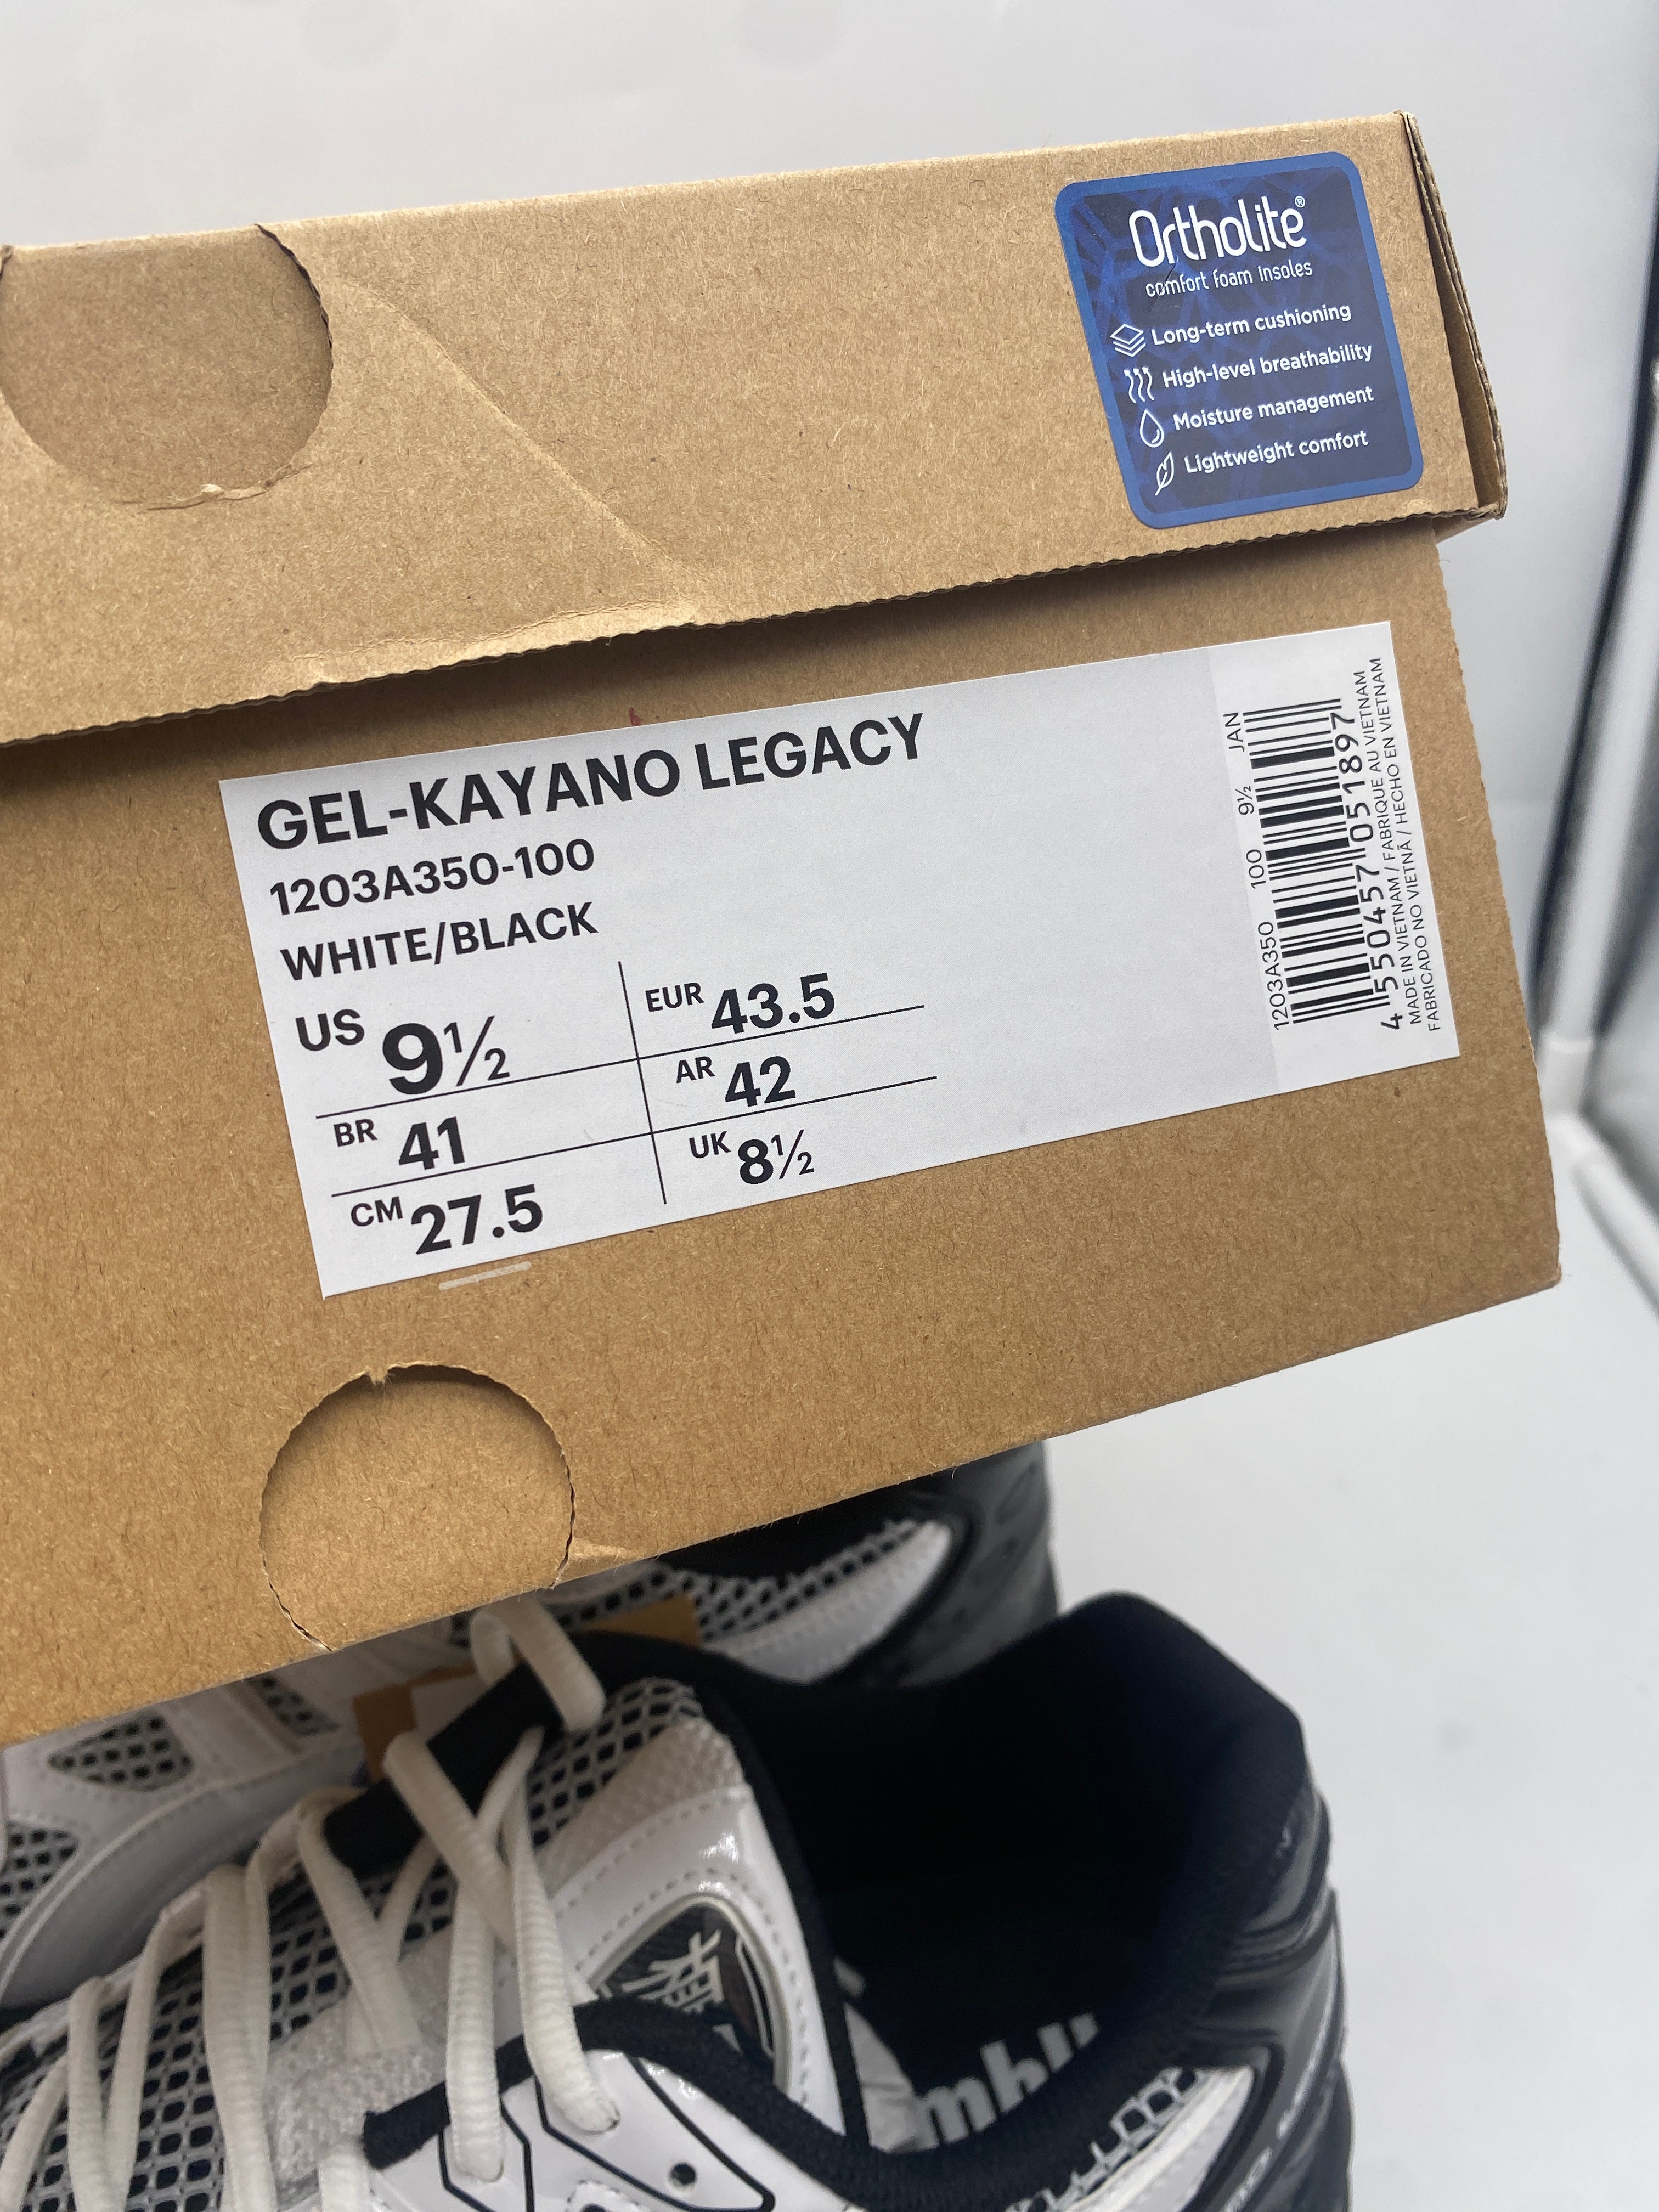 Ortholite®
comfort foam insoles
Long-term cushioning
High-level breathability
Moisture management
Lightweight comfort
GEL-KAYANO LEGACY
1203A350-100
WHITE/BLACK
US 9½
EUR 43.5
BR 41
AR 42
CM 27.5
UK 8½
1203A350 100 9½ JAN
4 550457 051897
MADE IN VIETNAM / FABRIQUE AU VIETNAM
FABRICADO NO VIETNÃ / HECHO EN VIETNAM